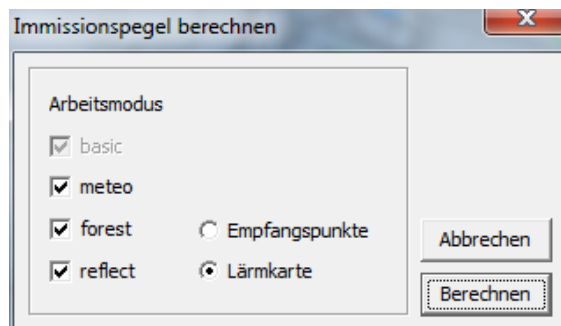 Immissionspegel berechnen
Arbeitsmodus
basic
meteo
forest
Empfangspunkte
Abbrechen
reflect
Lärmkarte
Berechnen